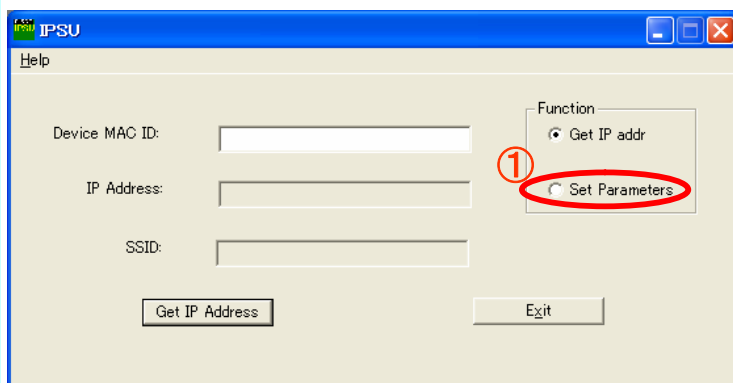 IPSU
Help
Function
Device MAC ID:
Get IP addr
①
IP Address:
Set Parameters
SSID:
Get IP Address
Exit